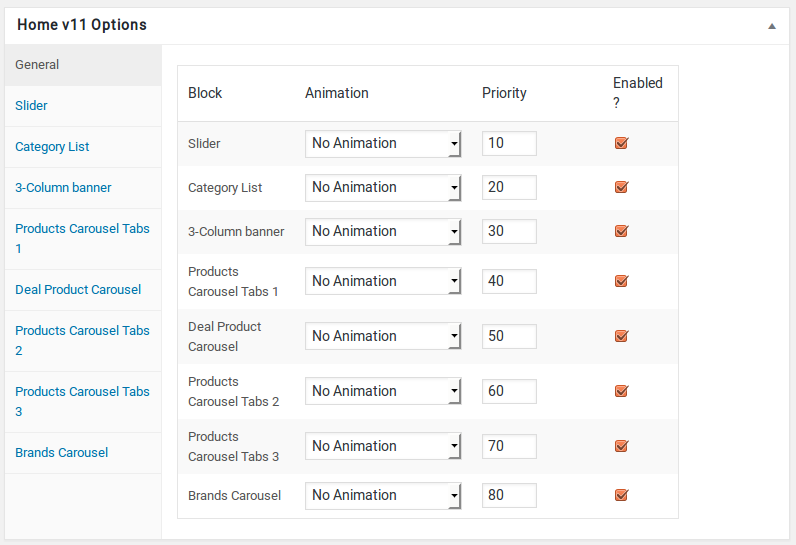 Home v11 Options
General
Slider
Category List
3-Column banner
Products Carousel Tabs
1
Deal Product Carousel
Products Carousel Tabs
2
Products Carousel Tabs
3
Brands Carousel
Block Animation Priority Enabled
?
Slider No Animation 10
Category List No Animation 20
3-Column banner No Animation 30
Products
Carousel Tabs 1 No Animation 40
Deal Product
Carousel No Animation 50
Products
Carousel Tabs 2 No Animation 60
Products
Carousel Tabs 3 No Animation 70
Brands Carousel No Animation 80